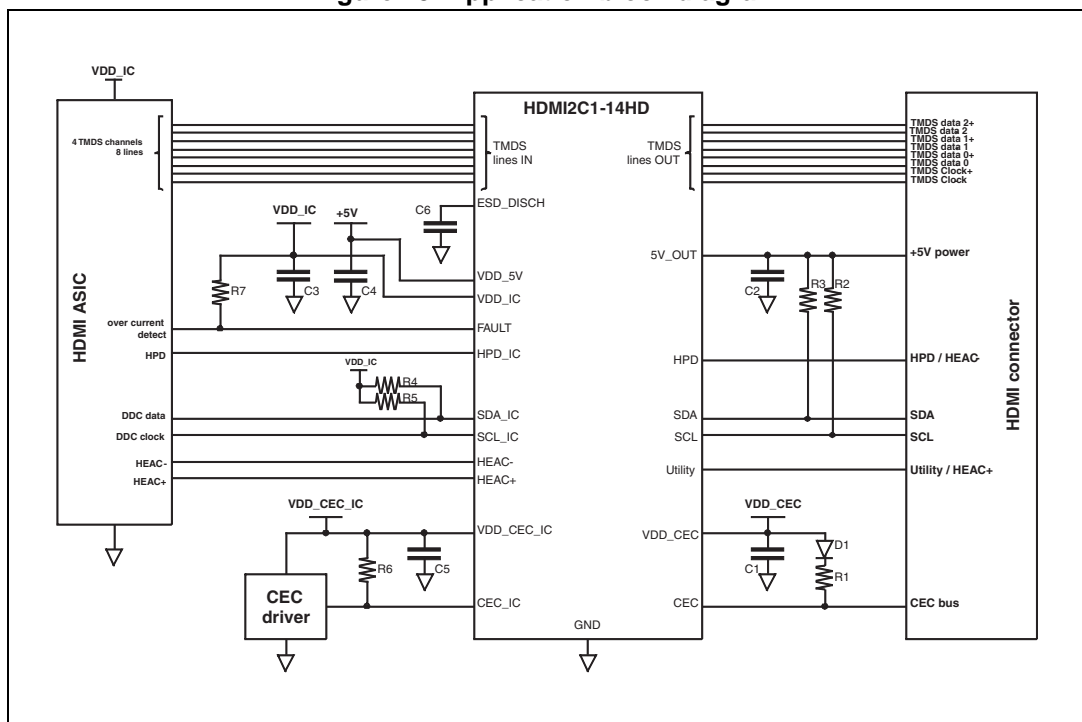 VDD_IC
HDMI2C1-14HD
4 TMDS channels
8 lines
TMDS
lines IN
TMDS
lines OUT
TMDS data 2+
TMDS data 2
TMDS data 1+
TMDS data 1
TMDS data 0+
TMDS data 0
TMDS Clock+
TMDS Clock
ESD_DISCH
C6
VDD_IC
+5V
5V_OUT
+5V power
VDD_5V
R7
C3
C4
C2
R3
R2
VDD_IC
HDMI ASIC
HDMI connector
over current
detect
FAULT
HPD
HPD_IC
HPD
HPD / HEAC-
VDD_IC
R4
R5
DDC data
SDA_IC
SDA
SDA
DDC clock
SCL_IC
SCL
SCL
HEAC-
HEAC-
Utility
Utility / HEAC+
HEAC+
HEAC+
VDD_CEC_IC
VDD_CEC
VDD_CEC_IC
VDD_CEC
D1
R6
C5
C1
R1
CEC
driver
CEC_IC
CEC
CEC bus
GND